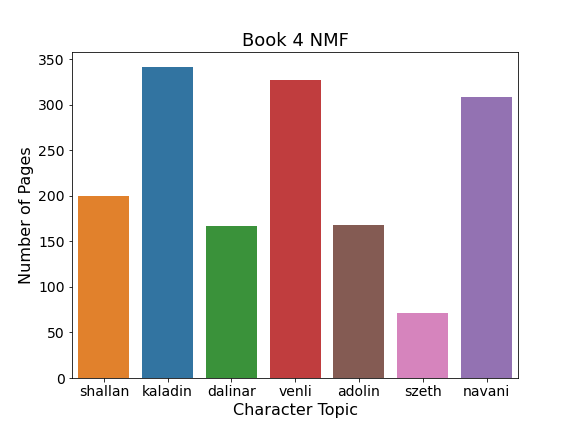 Book 4 NMF
350
300
250
200
150
100
50
0
Number of Pages
shallan kaladin dalinar venli adolin szeth navani
Character Topic